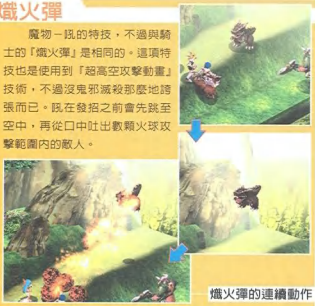 熾火彈
魔物－吼的特技，不過與騎
士的『熾火彈』是相同的。這項特
技也是使用到『超高空攻擊動畫』
技術，不過沒鬼邪滅殺那麼地誇
張而已。吼在發招之前會先跳至
空中，再從口中吐出數顆火球攻
擊範圍內的敵人。
熾火彈的連續動作